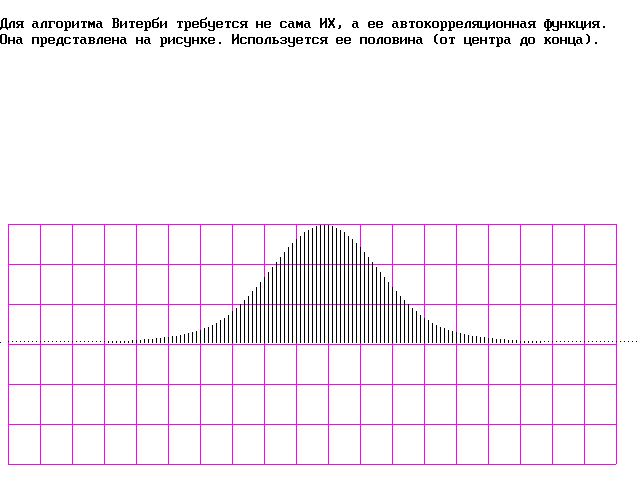 Для алгоритма Витерби требуется не сама ИХ, а ее автокорреляционная функция.
Она представлена на рисунке. Используется ее половина (от центра до конца).